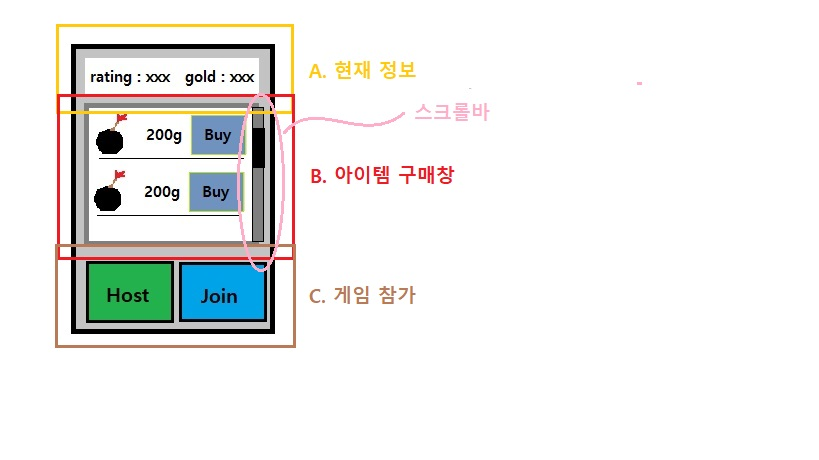 rating : xxx gold : xxx
A. 현재 정보
스크롤바
200g Buy
B. 아이템 구매창
200g Buy
Host Join
C. 게임 참가